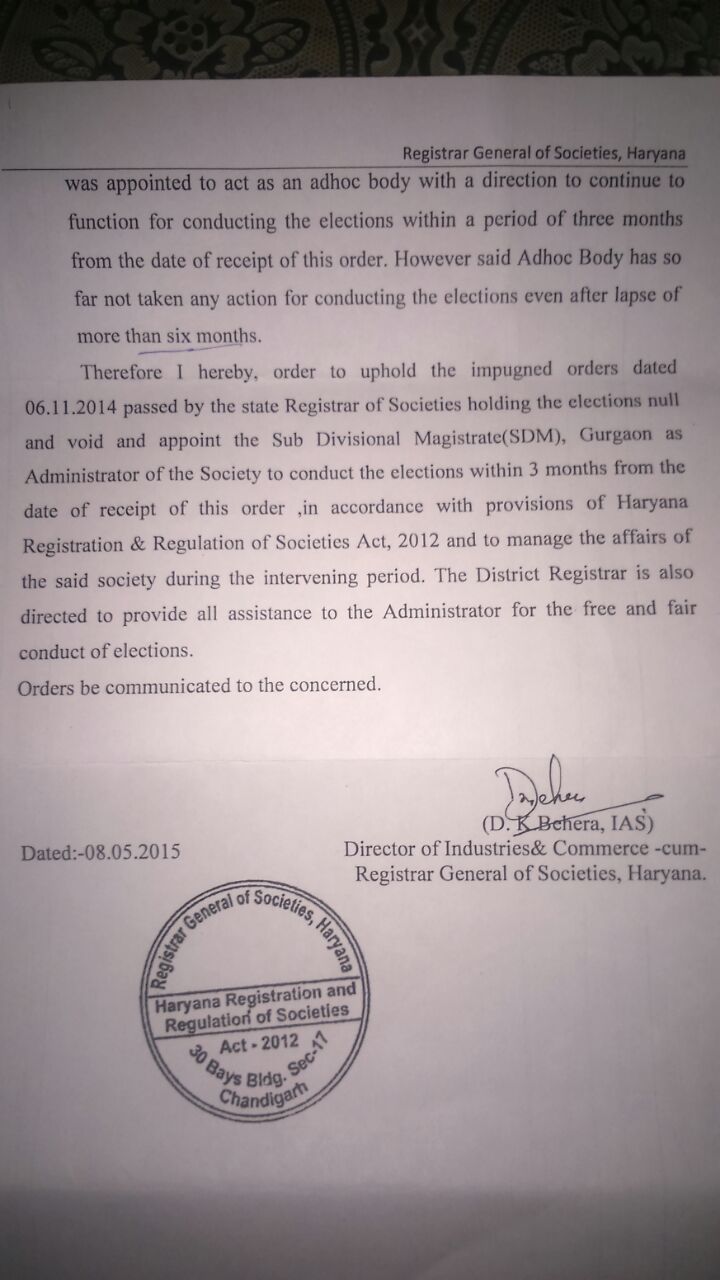 Registrar General of Societies, Haryana
was appointed to act as an adhoc body with a direction to continue to
function for conducting the elections within a period of three months
from the date of receipt of this order. However said Adhoc Body has so
far not taken any action for conducting the elections even after lapse of
more than six months.
Therefore I hereby, order to uphold the impugned orders dated
06.11.2014 passed by the state Registrar of Societies holding the elections null
and void and appoint the Sub Divisional Magistrate(SDM), Gurgaon as
Administrator of the Society to conduct the elections within 3 months from the
date of receipt of this order ,in accordance with provisions of Haryana
Registration & Regulation of Societies Act, 2012 and to manage the affairs of
the said society during the intervening period. The District Registrar is also
directed to provide all assistance to the Administrator for the free and fair
conduct of elections.
Orders be communicated to the concerned.
(D. K.Behera, IAS)
Dated:-08.05.2015
Director of Industries& Commerce -cum-
Registrar General of Societies, Haryana.
Registrar General of Societies, Haryana
Haryana Registration and
Regulation of Societies
Act - 2012
30 Bays Bldg. Sec-17
Chandigarh